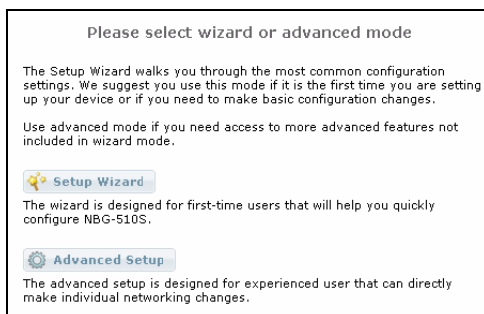 Please select wizard or advanced mode
The Setup Wizard walks you through the most common configuration
settings. We suggest you use this mode if it is the first time you are setting
up your device or if you need to make basic configuration changes.
Use advanced mode if you need access to more advanced features not
included in wizard mode.
Setup Wizard
The wizard is designed for first-time users that will help you quickly
configure NBG-510S.
Advanced Setup
The advanced setup is designed for experienced user that can directly
make individual networking changes.